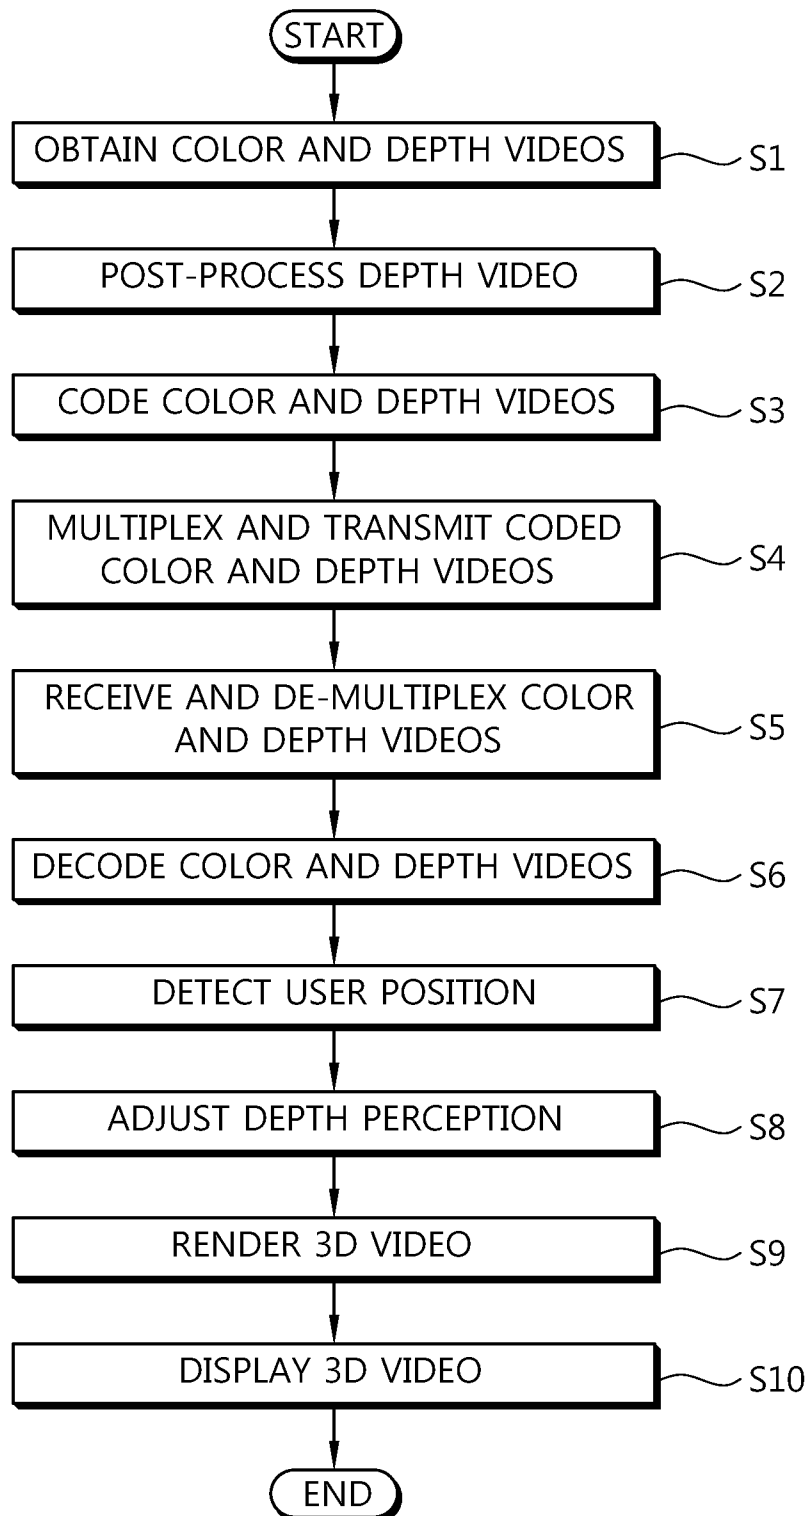 START
OBTAIN COLOR AND DEPTH VIDEOS
S1
POST-PROCESS DEPTH VIDEO
S2
CODE COLOR AND DEPTH VIDEOS
S3
MULTIPLEX AND TRANSMIT CODED
COLOR AND DEPTH VIDEOS
S4
RECEIVE AND DE-MULTIPLEX COLOR
AND DEPTH VIDEOS
S5
DECODE COLOR AND DEPTH VIDEOS
S6
DETECT USER POSITION
S7
ADJUST DEPTH PERCEPTION
S8
RENDER 3D VIDEO
S9
DISPLAY 3D VIDEO
S10
END